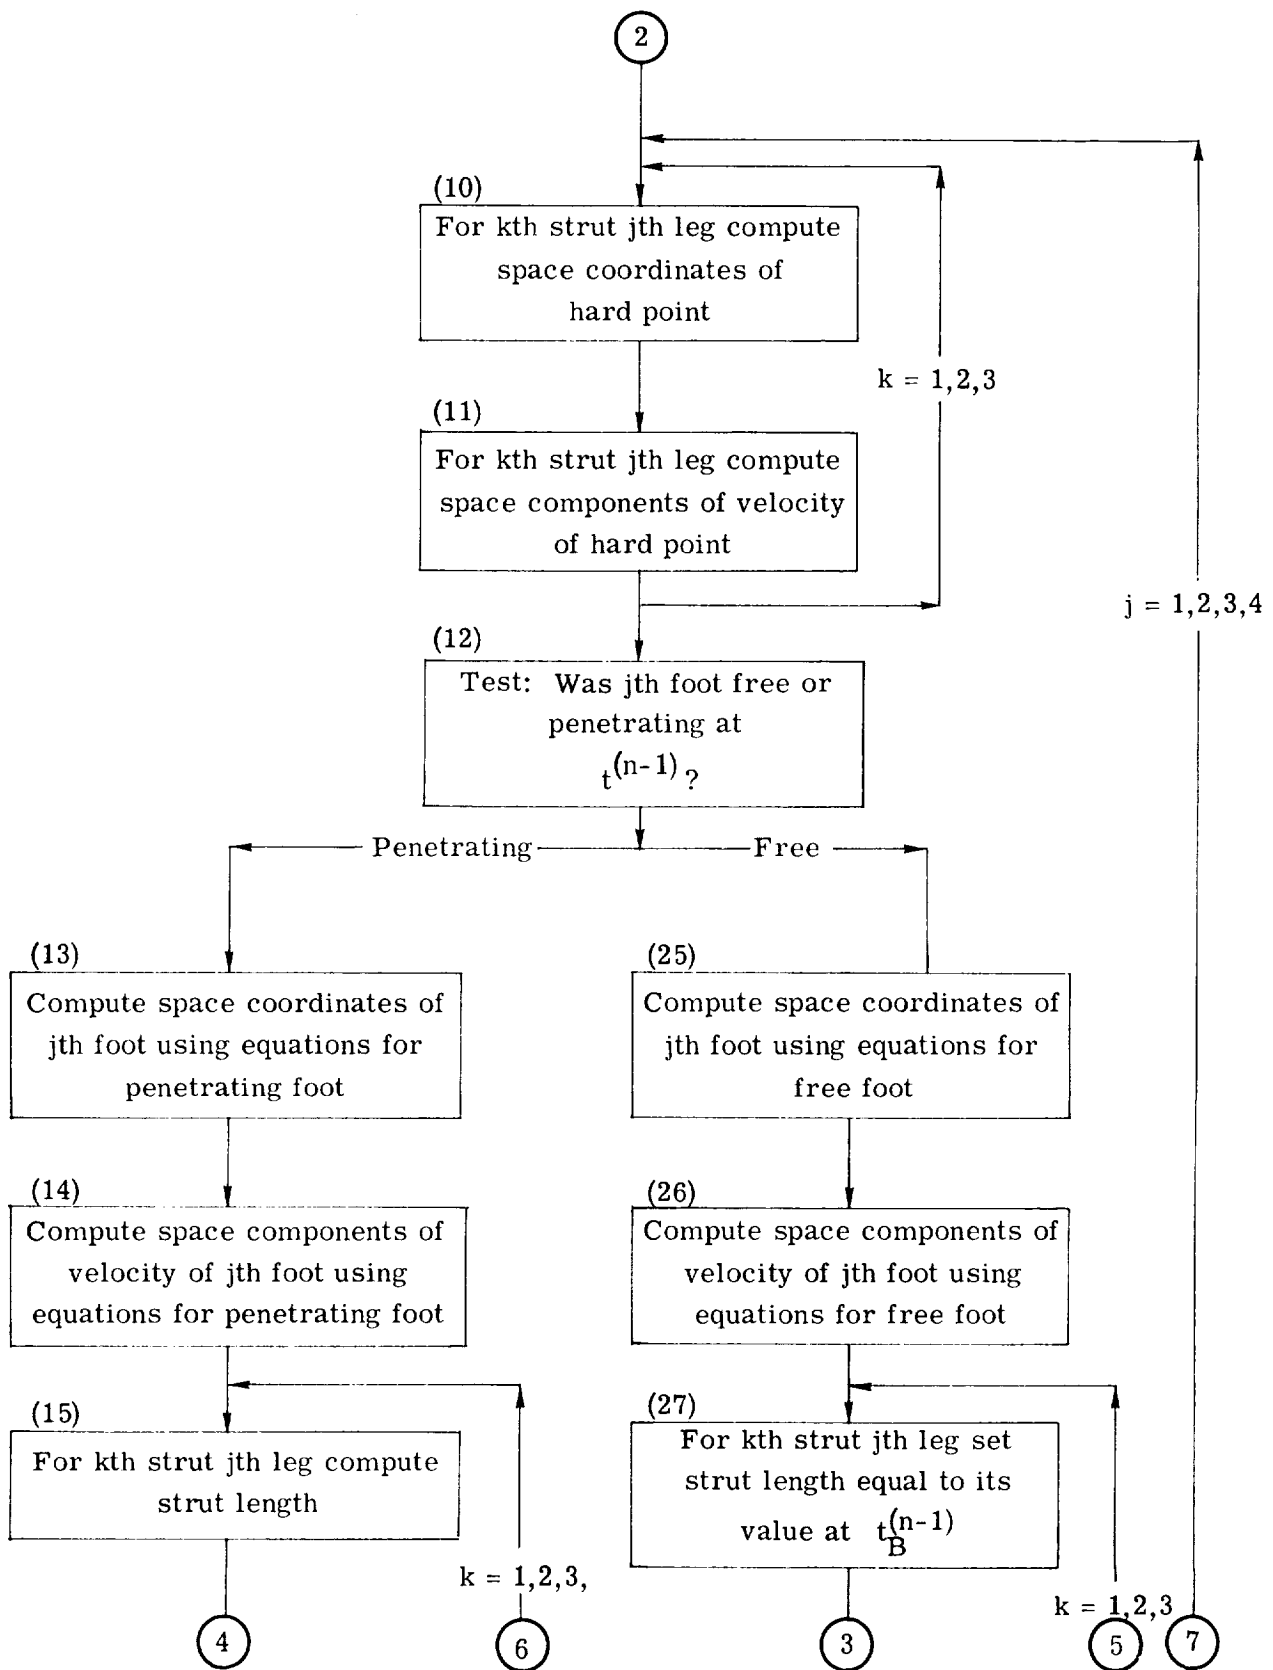 2
(10)
For kth strut jth leg compute
space coordinates of
hard point
k = 1,2,3
(11)
For kth strut jth leg compute
space components of velocity
of hard point
j = 1,2,3,4
(12)
Test: Was jth foot free or
penetrating at
t(n-1) ?
Penetrating
Free
(13)
Compute space coordinates of
jth foot using equations for
penetrating foot
(25)
Compute space coordinates of
jth foot using equations for
free foot
(14)
Compute space components of
velocity of jth foot using
equations for penetrating foot
(26)
Compute space components of
velocity of jth foot using
equations for free foot
(15)
For kth strut jth leg compute
strut length
(27)
For kth strut jth leg set
strut length equal to its
value at tB(n-1)
k = 1,2,3,
k = 1,2,3
4
6
3
5
7